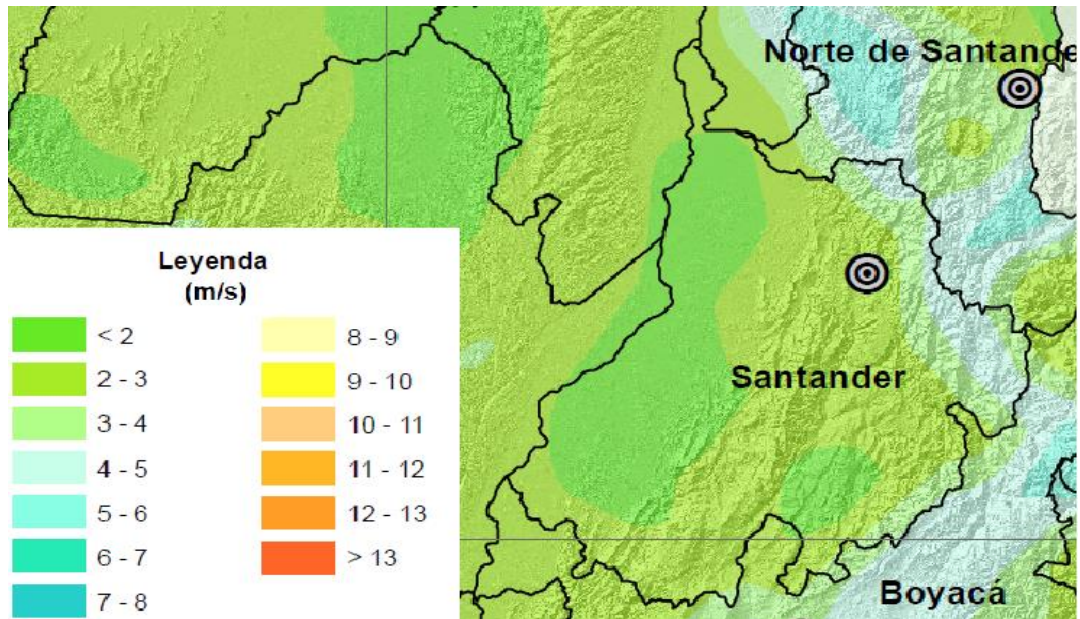 Norte de Santande
Santander
Boyacá
Leyenda
(m/s)
< 2
2 - 3
3 - 4
4 - 5
5 - 6
6 - 7
7 - 8
8 - 9
9 - 10
10 - 11
11 - 12
12 - 13
> 13